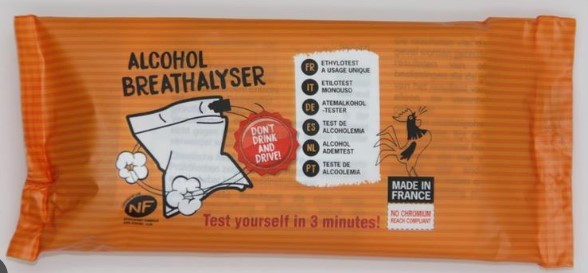 ALCOHOL
BREATHALYSER
DON'T
DRINK
AND
DRIVE!
FR ETHYLOTEST
A USAGE UNIQUE
IT ETILOTEST
MONOUSO
DE ATEMALKOHOL
-TESTER
ES TEST DE
ALCOHOLEMIA
NL ALCOHOL
ADEMTEST
PT TESTE DE
ALCOOLEMIA
MADE IN
FRANCE
NO CHROMIUM
REACH COMPLIANT
NF
Test yourself in 3 minutes!